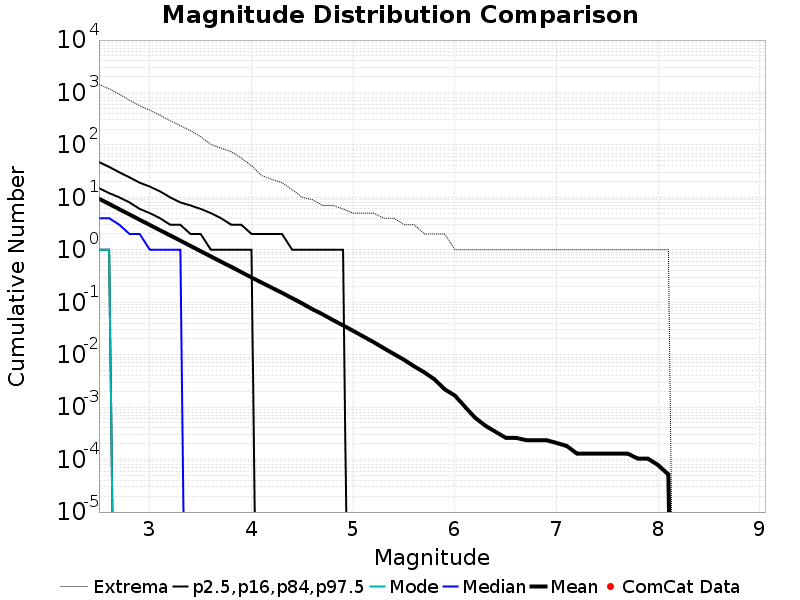 Magnitude Distribution Comparison
Cumulative Number
10^4
10^3
10^2
10^1
10^0
10^-1
10^-2
10^-3
10^-4
10^-5
3 4 5 6 7 8 9
Magnitude
Extrema p2.5,p16,p84,p97.5 Mode Median Mean ComCat Data